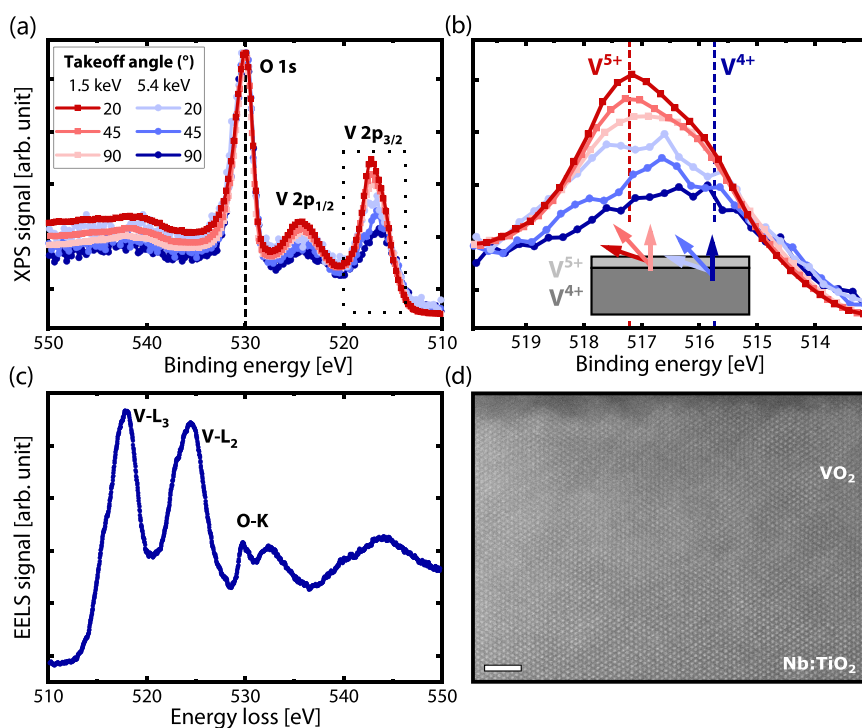 (a)
Takeoff angle (°)
1.5 keV 5.4 keV
20 20
45 45
90 90
O 1s
V 2p1/2
V 2p3/2
XPS signal [arb. unit]
550 540 530 520 510
Binding energy [eV]
(b)
V5+
V4+
V5+
V4+
519 518 517 516 515 514
Binding energy [eV]
(c)
V-L3
V-L2
O-K
EELS signal [arb. unit]
510 520 530 540 550
Energy loss [eV]
(d)
VO2
Nb:TiO2